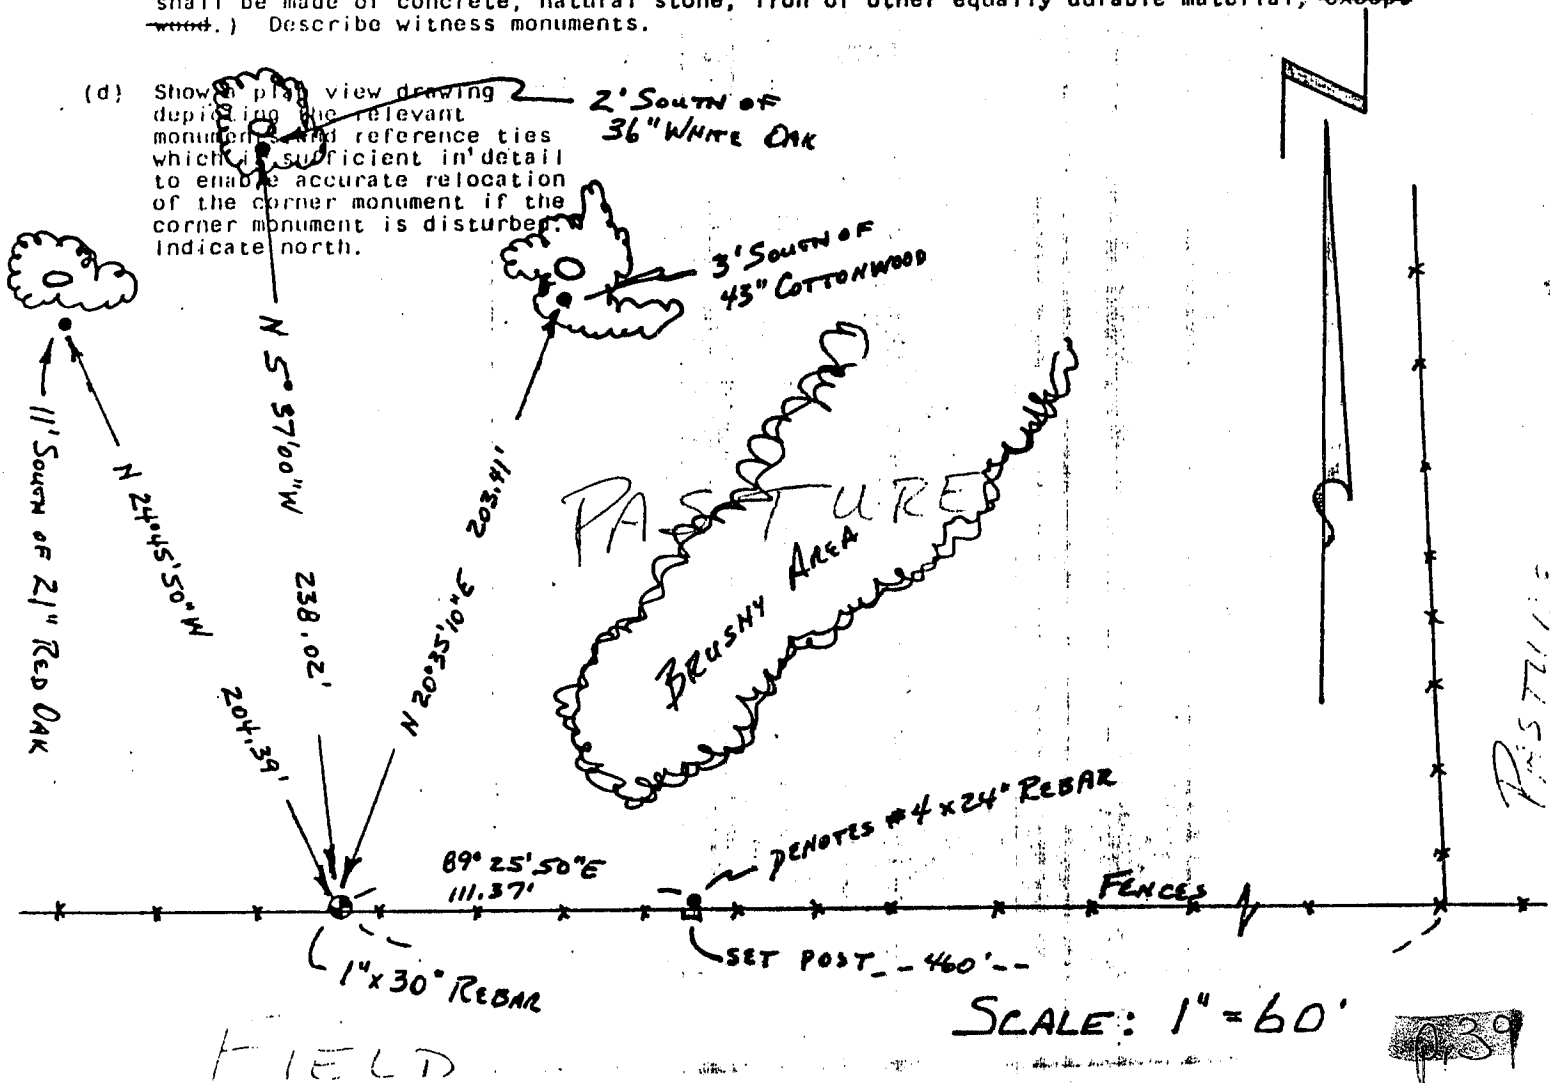 shall be made of concrete, natural stone, iron or other equally durable material, except
wood.) Describe witness monuments.
(d) Show a plan view drawing
depicting the relevant
monuments and reference ties
which is sufficient in detail
to enable accurate relocation
of the corner monument if the
corner monument is disturbed.
Indicate north.
2' SOUTH OF
36" WHITE OAK
3' SOUTH OF
43" COTTONWOOD
11' SOUTH OF 21" RED OAK
N 24°45'50"W 204.39'
N 5°37'00"W 238.02'
N 20°35'10"E 203.41'
PASTURE
BRUSHY AREA
PASTURE
DENOTES #4 x 24" REBAR
89°25'50"E
111.37'
FENCES
SET POST -- 460' --
1" x 30" REBAR
SCALE: 1" = 60'
FIELD
p.39